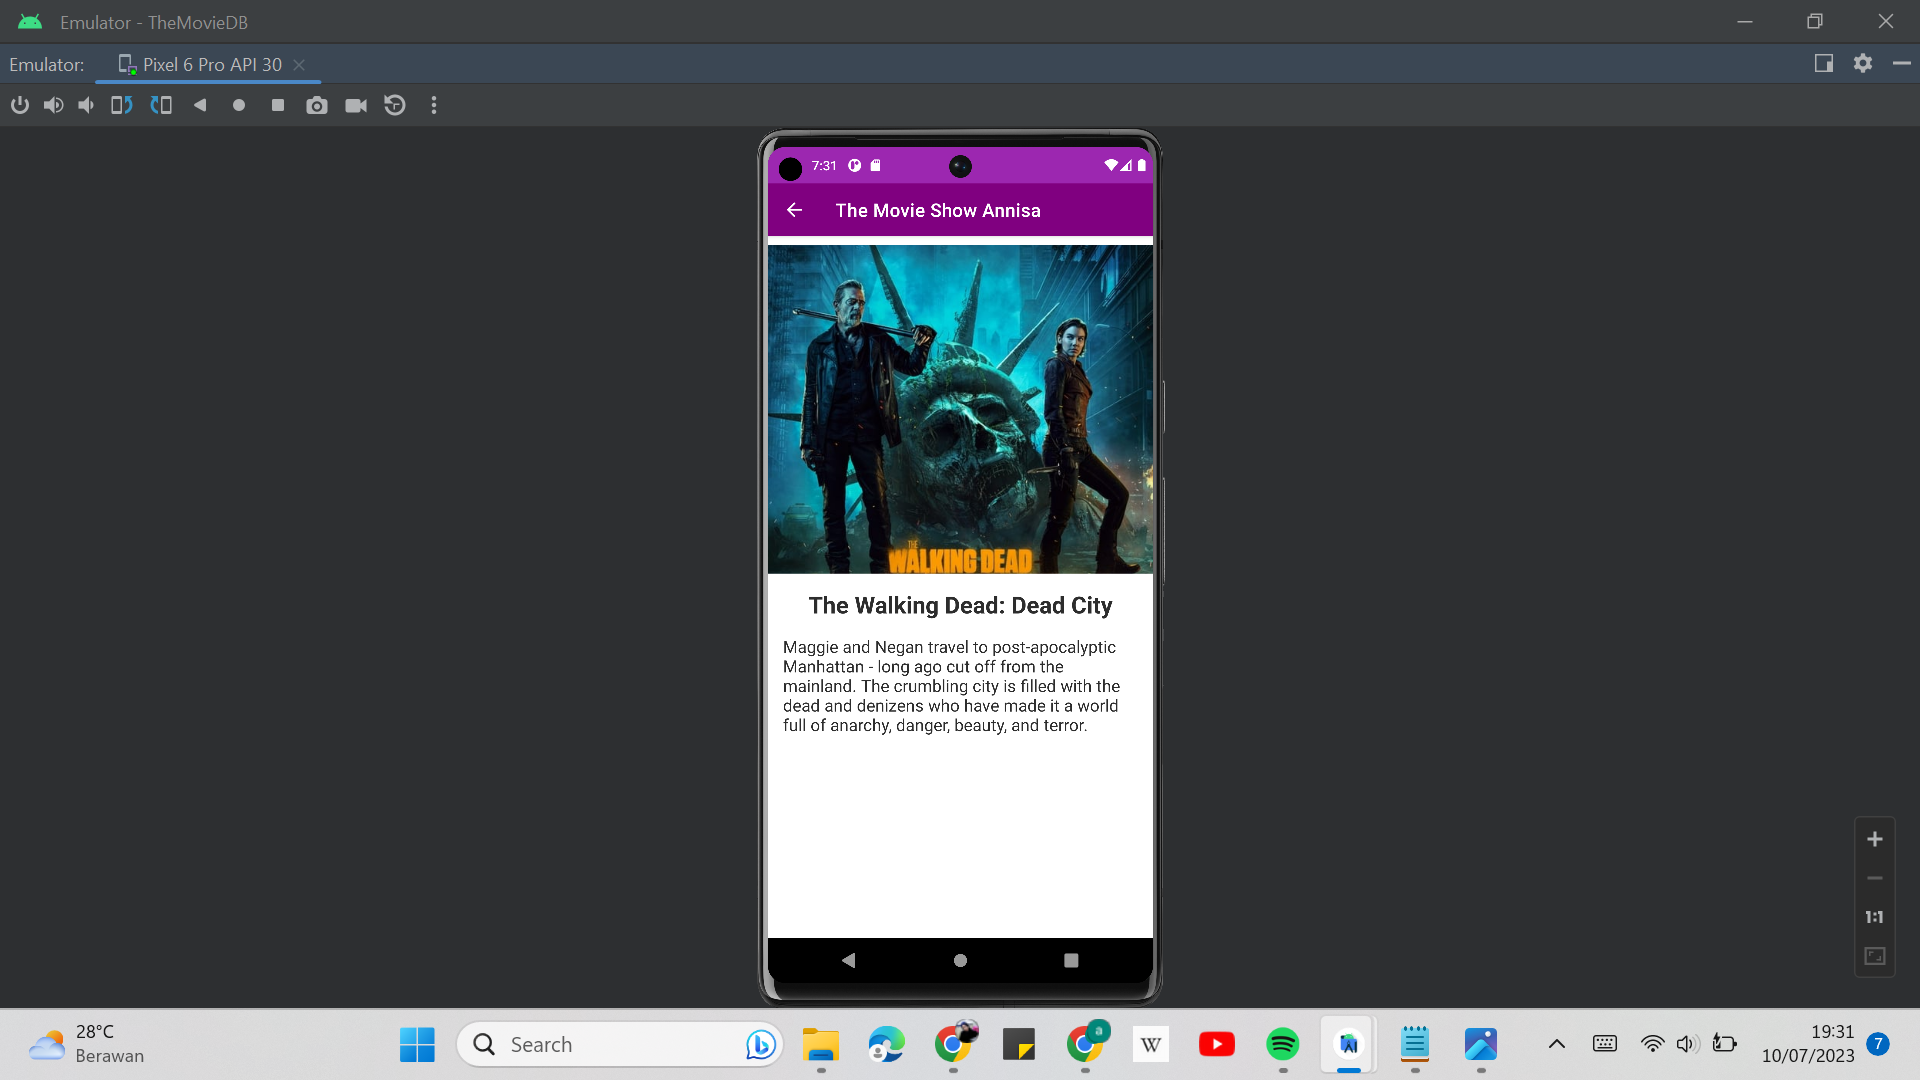 Emulator - TheMovieDB
Emulator:
Pixel 6 Pro API 30
7:31
The Movie Show Annisa
THE
WALKING DEAD
The Walking Dead: Dead City
Maggie and Negan travel to post-apocalyptic
Manhattan - long ago cut off from the
mainland. The crumbling city is filled with the
dead and denizens who have made it a world
full of anarchy, danger, beauty, and terror.
1:1
28°C
Berawan
Search
a
W
19:31
10/07/2023
7